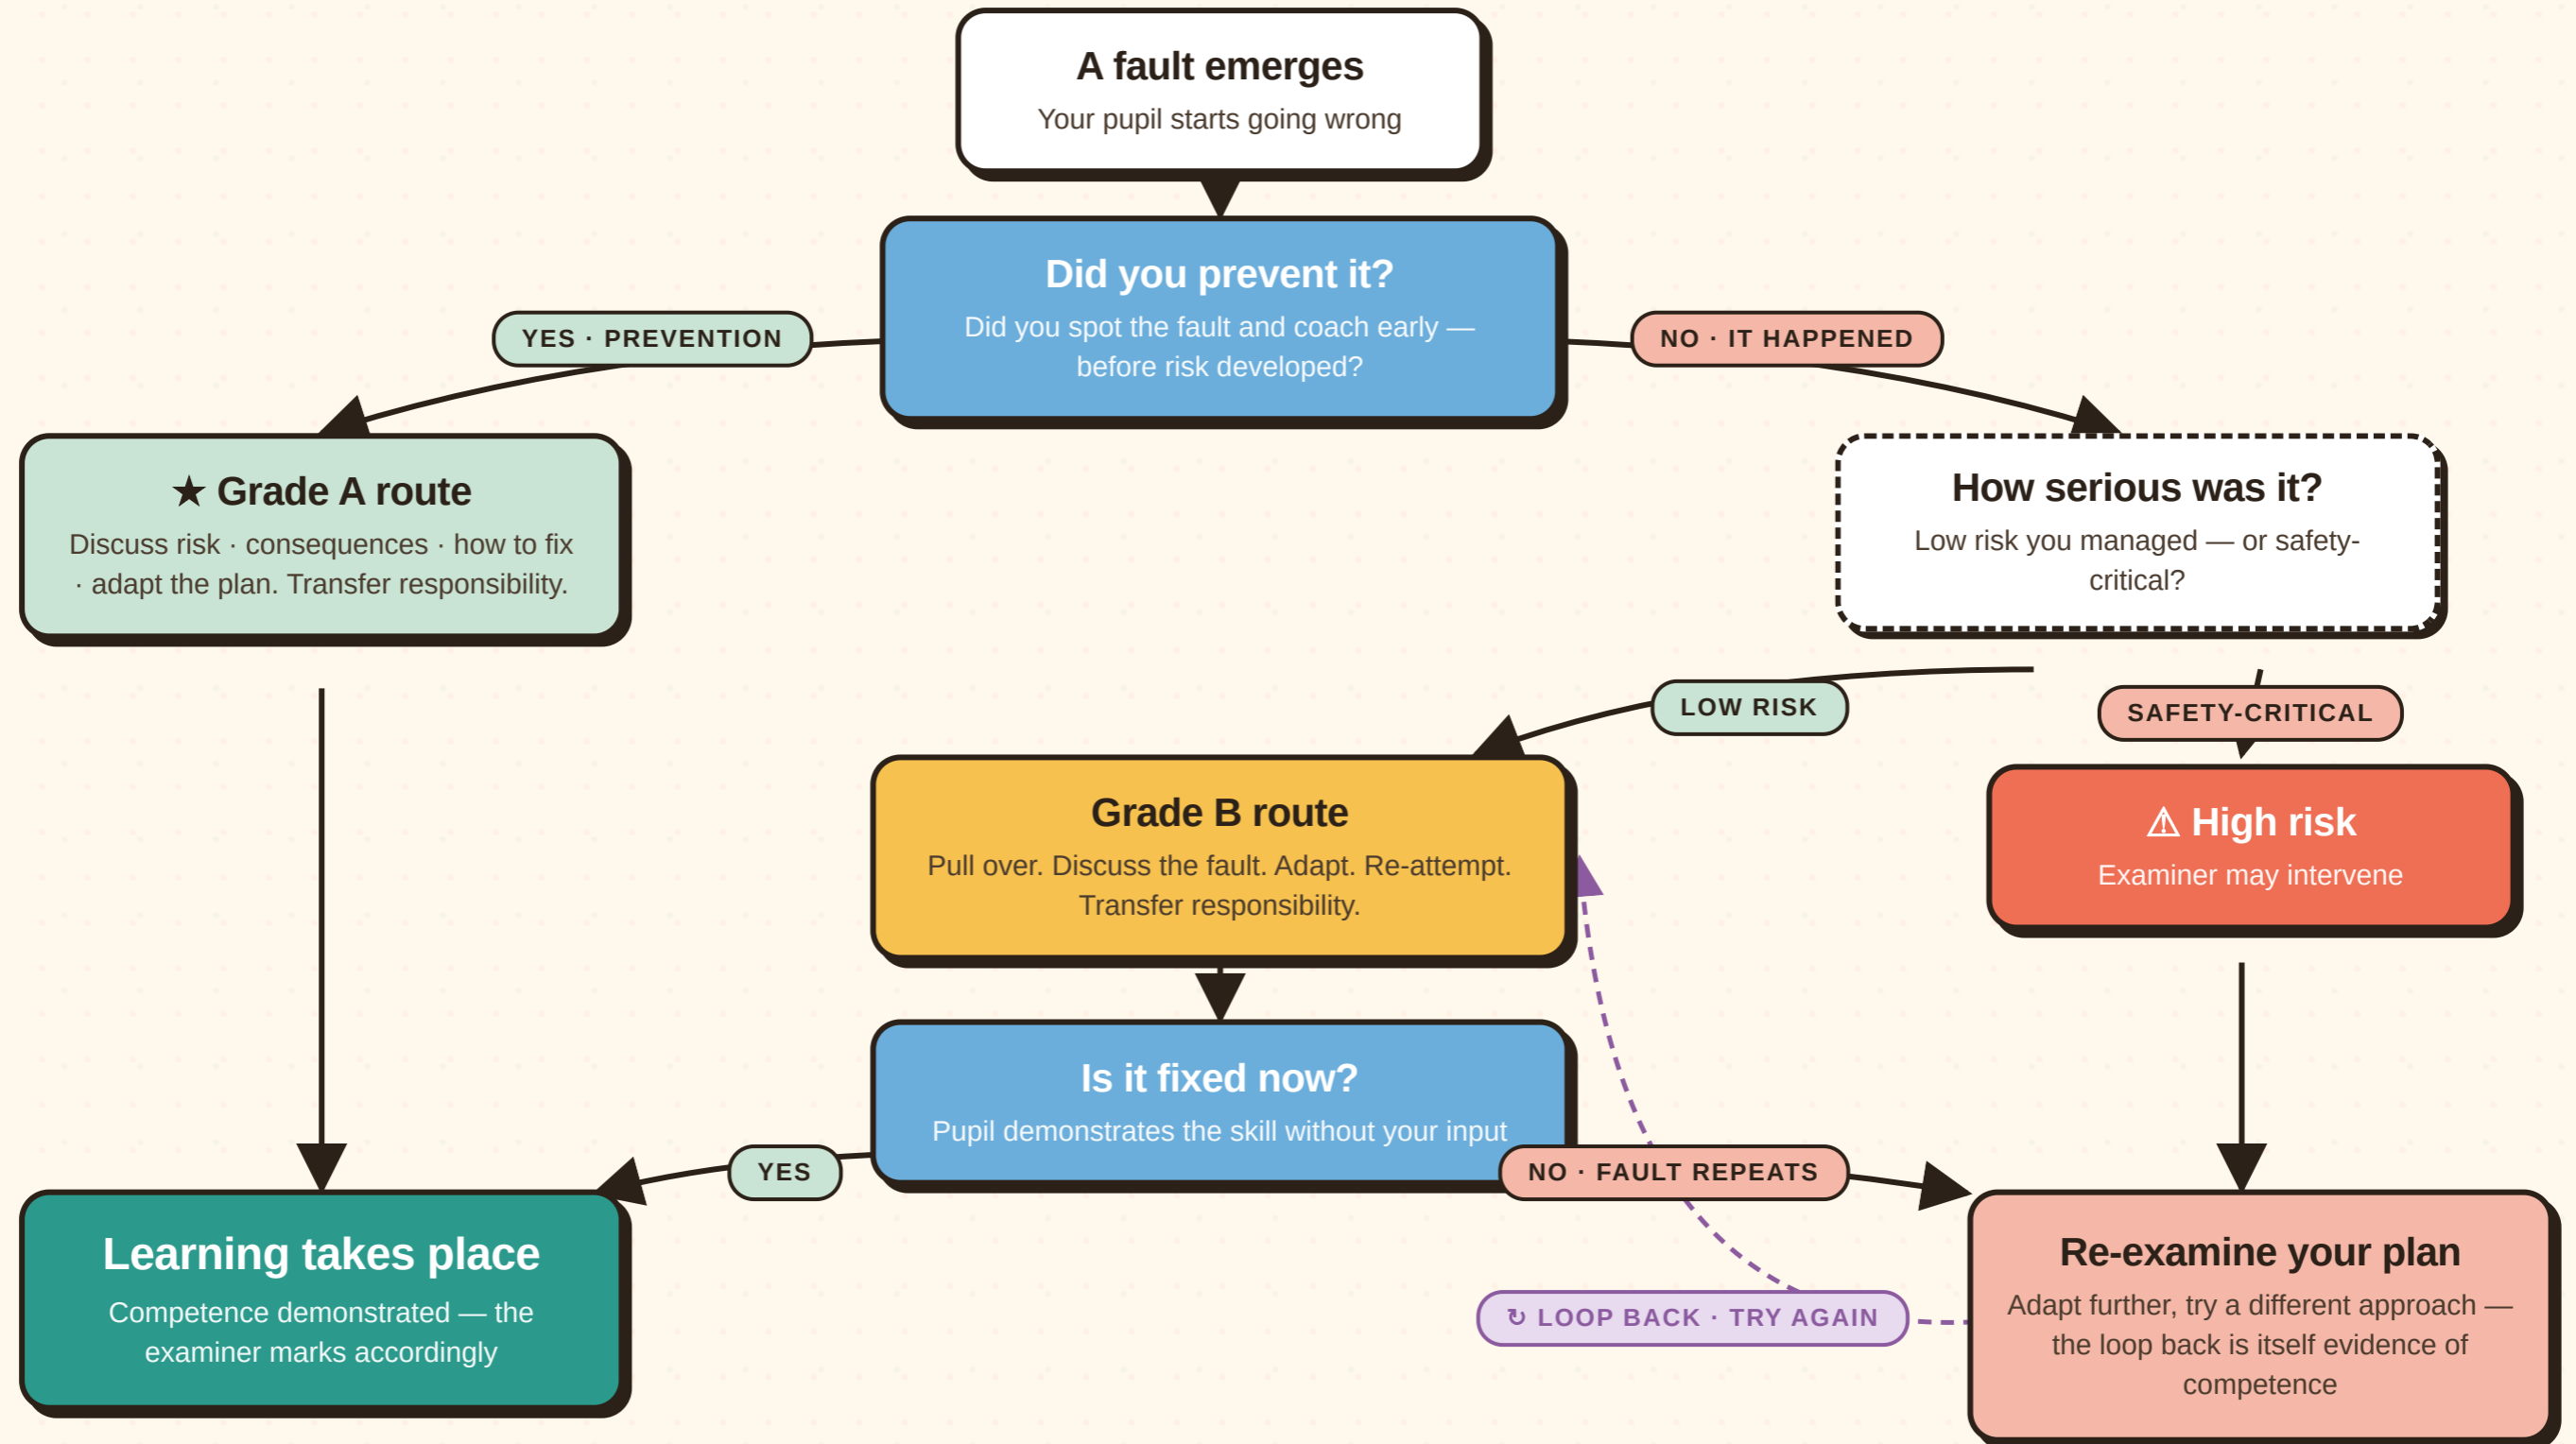 A fault emerges
Your pupil starts going wrong
Did you prevent it?
Did you spot the fault and coach early —
before risk developed?
YES · PREVENTION
NO · IT HAPPENED
★ Grade A route
Discuss risk · consequences · how to fix
· adapt the plan. Transfer responsibility.
How serious was it?
Low risk you managed — or safety-
critical?
LOW RISK
SAFETY-CRITICAL
Grade B route
Pull over. Discuss the fault. Adapt. Re-attempt.
Transfer responsibility.
⚠ High risk
Examiner may intervene
Is it fixed now?
Pupil demonstrates the skill without your input
YES
NO · FAULT REPEATS
Learning takes place
Competence demonstrated — the
examiner marks accordingly
↻ LOOP BACK · TRY AGAIN
Re-examine your plan
Adapt further, try a different approach —
the loop back is itself evidence of
competence